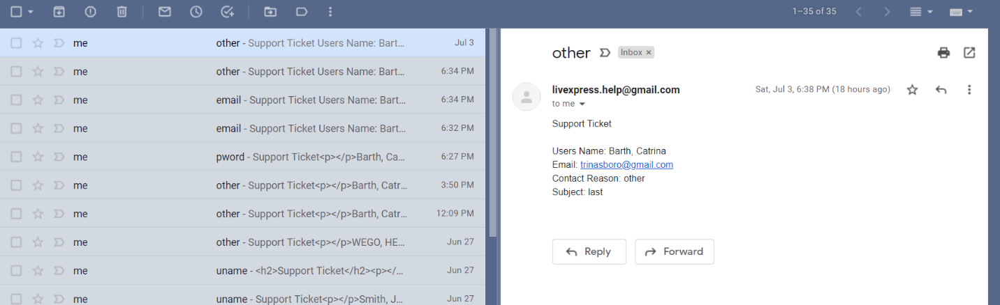 1–35 of 35
me other - Support Ticket Users Name: Bart... Jul 3
me other - Support Ticket Users Name: Bart... 6:34 PM
me email - Support Ticket Users Name: Bart... 6:34 PM
me email - Support Ticket Users Name: Bart... 6:32 PM
me pword - Support Ticket<p></p>Barth, Ca... 6:27 PM
me other - Support Ticket<p></p>Barth, Catr... 3:50 PM
me other - Support Ticket<p></p>Barth, Catr... 12:09 PM
me other - Support Ticket<p></p>WEGO, HE... Jun 27
me uname - <h2>Support Ticket</h2><p></... Jun 27
me uname - Support Ticket<p></p>Smith, J... Jun 27
other Inbox ×
livexpress.help@gmail.com Sat, Jul 3, 6:38 PM (18 hours ago)
to me
Support Ticket
Users Name: Barth, Catrina
Email: trinasboro@gmail.com
Contact Reason: other
Subject: last
Reply Forward